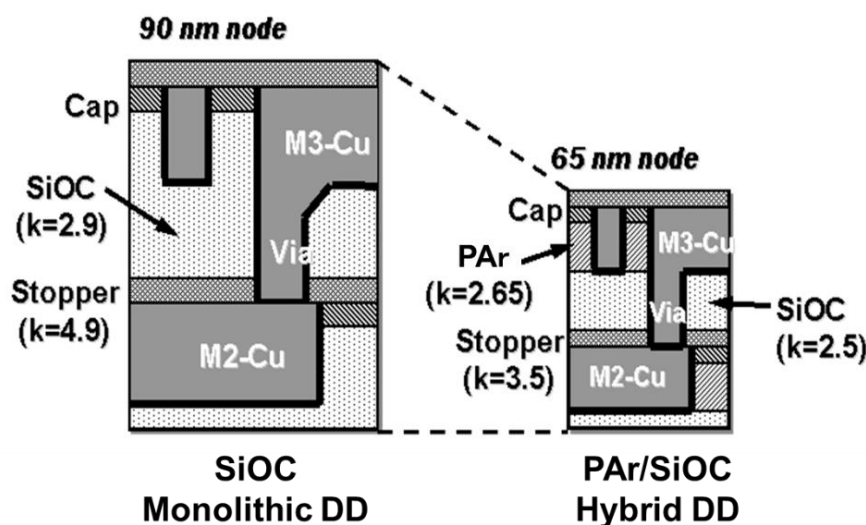 90 nm node
Cap
M3-Cu
SiOC
(k=2.9)
Via
Stopper
(k=4.9)
M2-Cu
SiOC
Monolithic DD
65 nm node
Cap
M3-Cu
PAr
(k=2.65)
Via
SiOC
(k=2.5)
Stopper
(k=3.5)
M2-Cu
PAr/SiOC
Hybrid DD